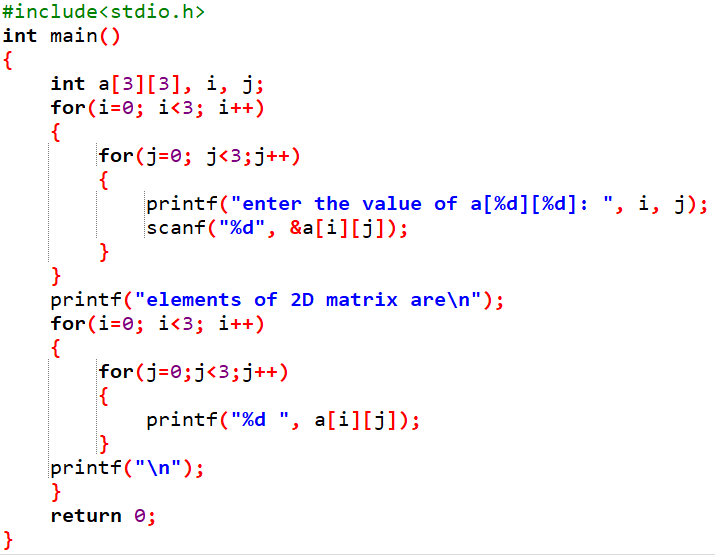 #include<stdio.h>
int main()
{
    int a[3][3], i, j;
    for(i=0; i<3; i++)
    {
        for(j=0; j<3;j++)
        {
            printf("enter the value of a[%d][%d]: ", i, j);
            scanf("%d", &a[i][j]);
        }
    }
    printf("elements of 2D matrix are\n");
    for(i=0; i<3; i++)
    {
        for(j=0;j<3;j++)
        {
            printf("%d ", a[i][j]);
        }
    printf("\n");
    }
    return 0;
}